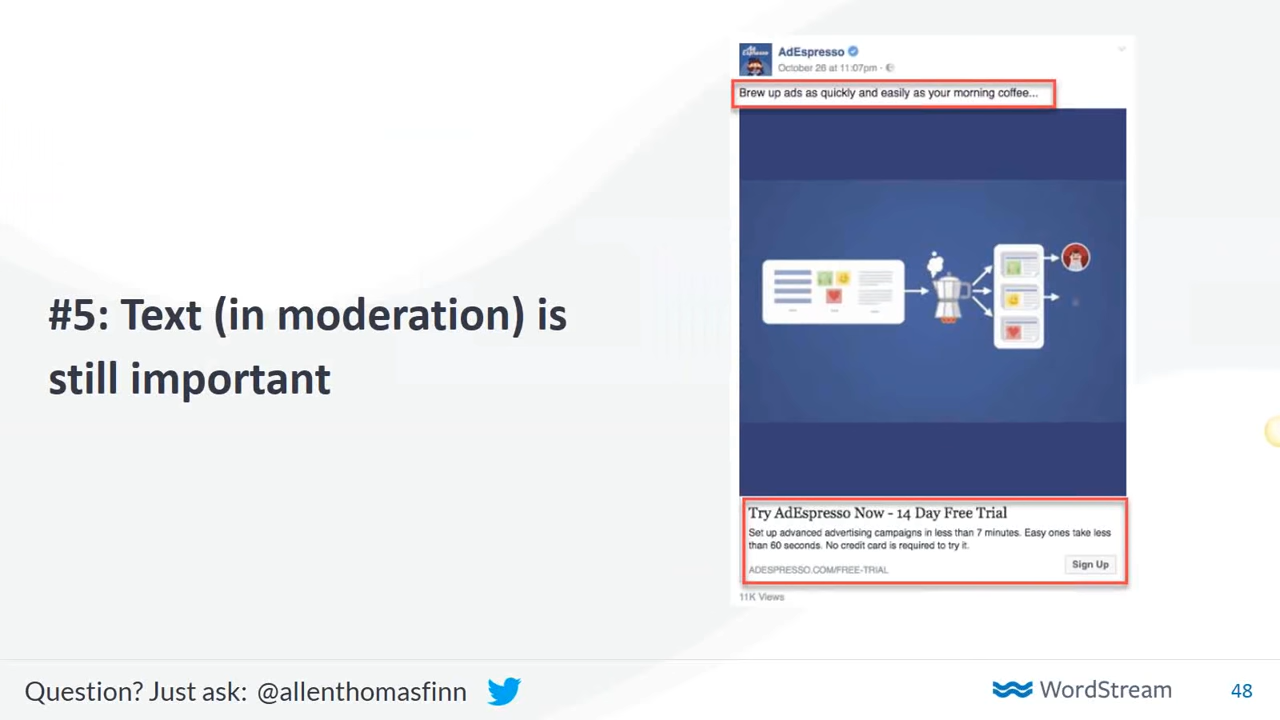 #5: Text (in moderation) is
still important
Ad
Espresso
AdEspresso
October 26 at 11:07pm ·
Brew up ads as quickly and easily as your morning coffee...
Try AdEspresso Now - 14 Day Free Trial
Set up advanced advertising campaigns in less than 7 minutes. Easy ones take less
than 60 seconds. No credit card is required to try it.
ADESPRESSO.COM/FREE-TRIAL
Sign Up
11K Views
Question? Just ask: @allenthomasfinn
WordStream
48